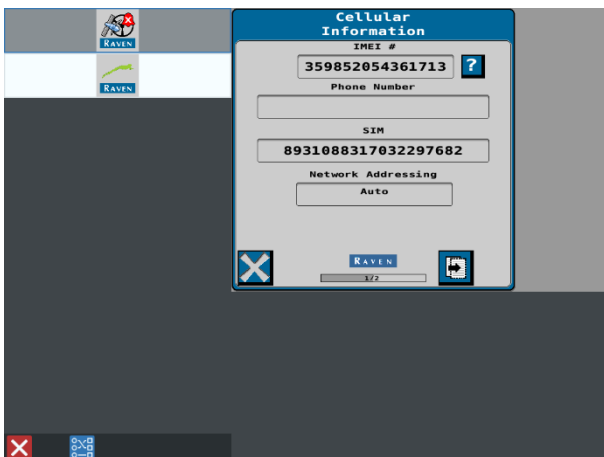 Cellular
Information
IMEI #
359852054361713
?
Phone Number
SIM
8931088317032297682
Network Addressing
Auto
RAVEN
RAVEN
RAVEN
1/2